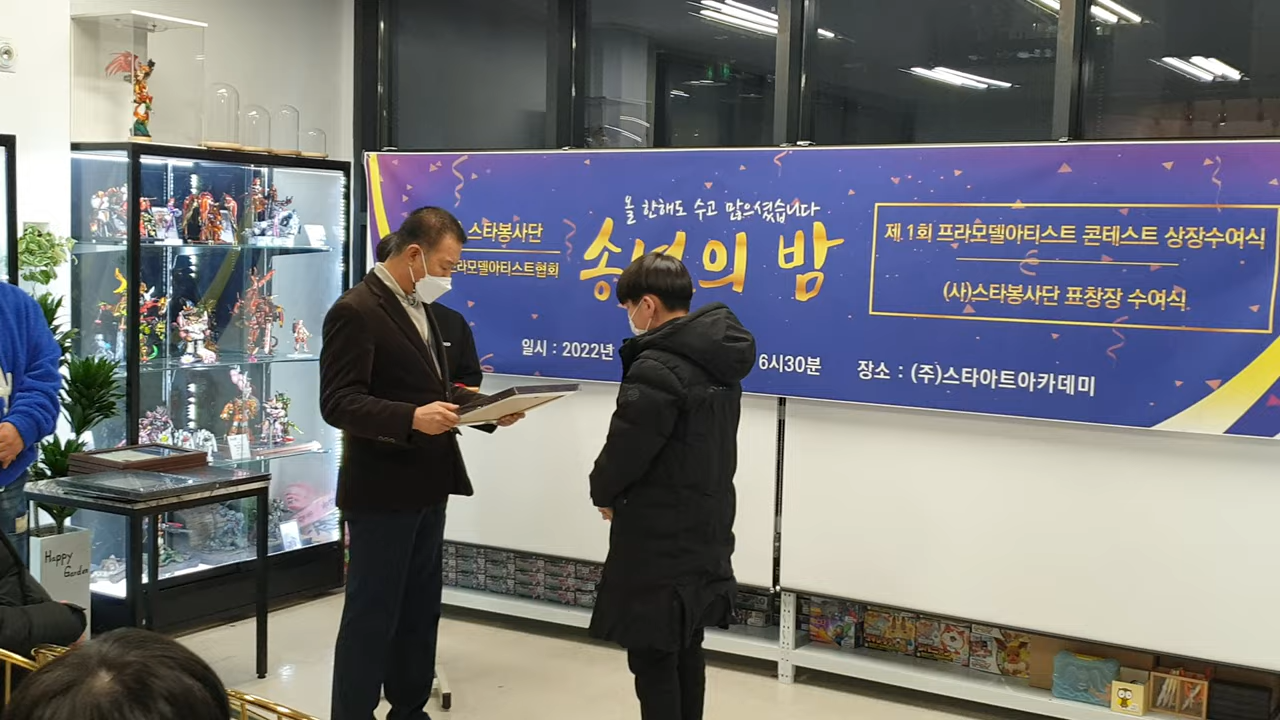 올 한해도 수고 많으셨습니다
스타봉사단
프라모델아티스트협회
송년의 밤
제 1회 프라모델아티스트 콘테스트 상장수여식
(사)스타봉사단 표창장 수여식
일시 : 2022년
6시30분
장소 : (주)스타아트아카데미
Happy
Garden